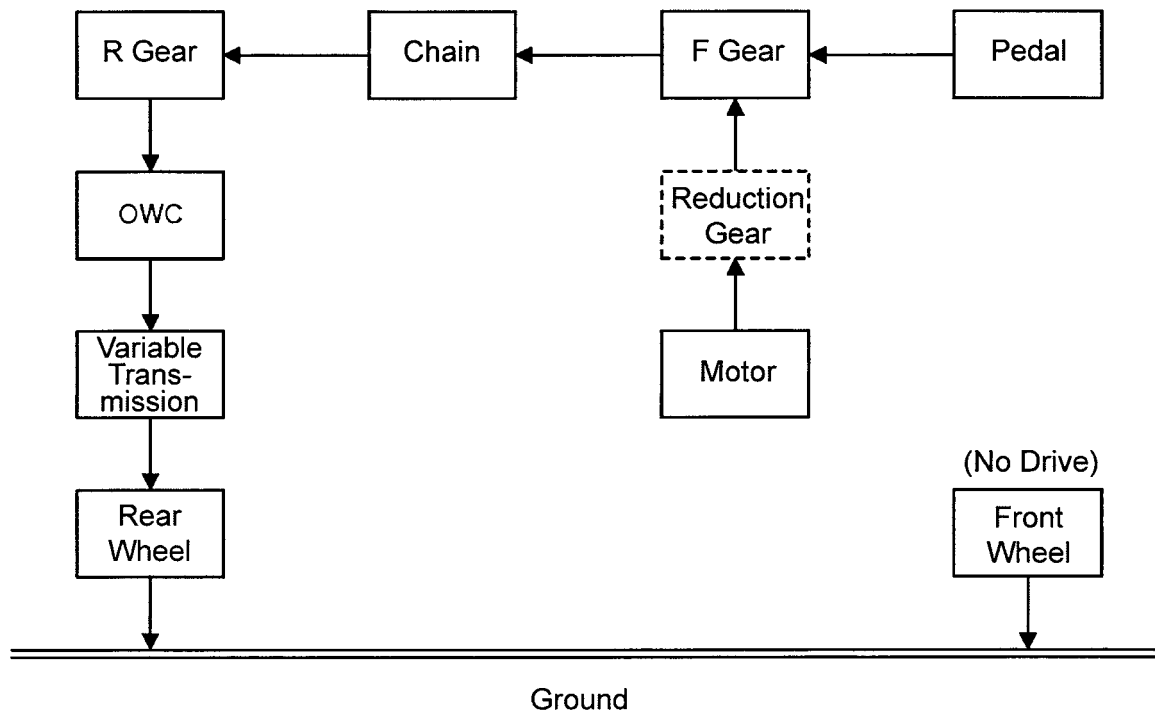 R Gear
Chain
F Gear
Pedal
OWC
Reduction
Gear
Variable
Trans-
mission
Motor
(No Drive)
Rear
Wheel
Front
Wheel
Ground